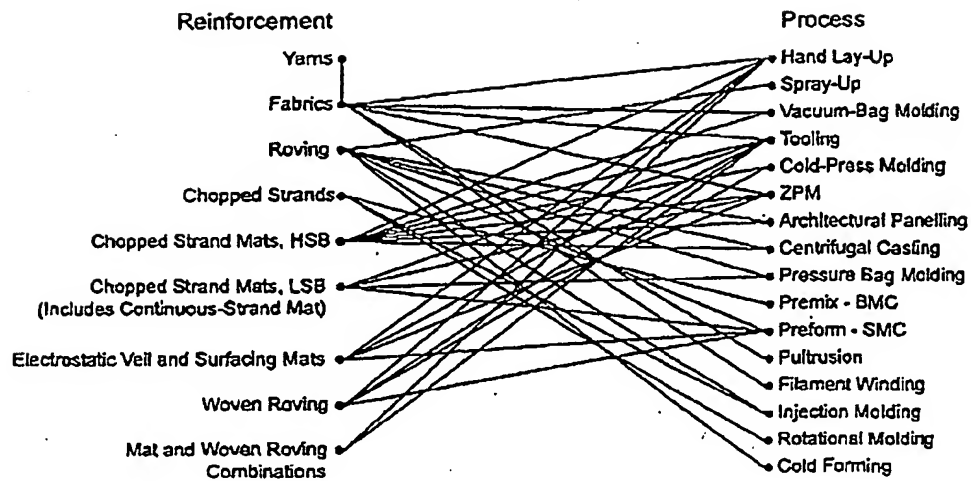 Reinforcement
Yarns
Fabrics
Roving
Chopped Strands
Chopped Strand Mats, HSB
Chopped Strand Mats, LSB
(Includes Continuous-Strand Mat)
Electrostatic Veil and Surfacing Mats
Woven Roving
Mat and Woven Roving
Combinations
Process
Hand Lay-Up
Spray-Up
Vacuum-Bag Molding
Tooling
Cold-Press Molding
ZPM
Architectural Panelling
Centrifugal Casting
Pressure Bag Molding
Premix - BMC
Preform - SMC
Pultrusion
Filament Winding
Injection Molding
Rotational Molding
Cold Forming